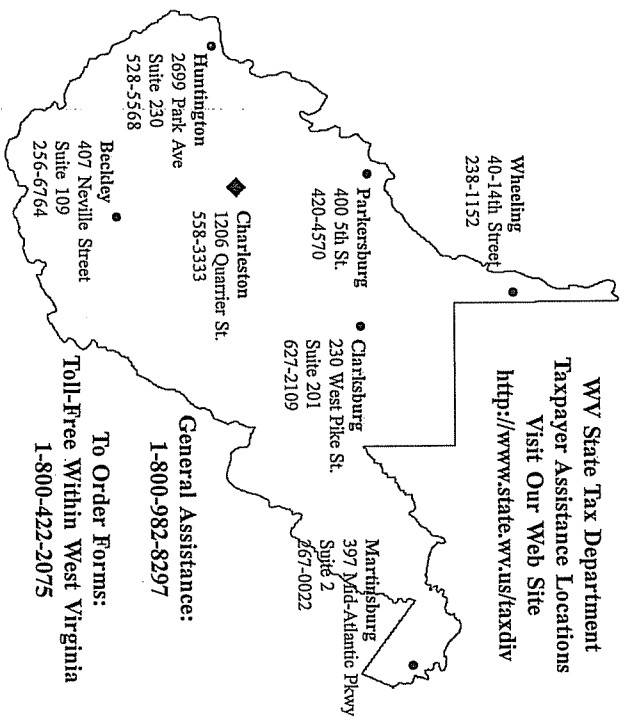 WV State Tax Department
Taxpayer Assistance Locations
Visit Our Web Site
http://www.state.wv.us/taxdiv
Wheeling
40-14th Street
238-1152
Parkersburg
400 5th St.
420-4570
Clarksburg
230 West Pike St.
Suite 201
627-2109
Martinsburg
397 Mid-Atlantic Pkwy
Suite 2
267-0022
Huntington
2699 Park Ave
Suite 230
528-5568
Charleston
1206 Quarrier St.
558-3333
Beckley
407 Neville Street
Suite 109
256-6764
General Assistance:
1-800-982-8297
To Order Forms:
Toll-Free Within West Virginia
1-800-422-2075